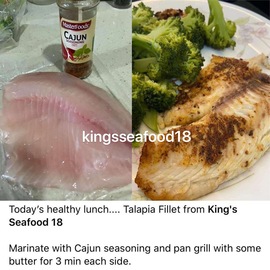 MasterFoods
CAJUN
kingsseafood18
Today's healthy lunch.... Talapia Fillet from King's
Seafood 18
Marinate with Cajun seasoning and pan grill with some
butter for 3 min each side.